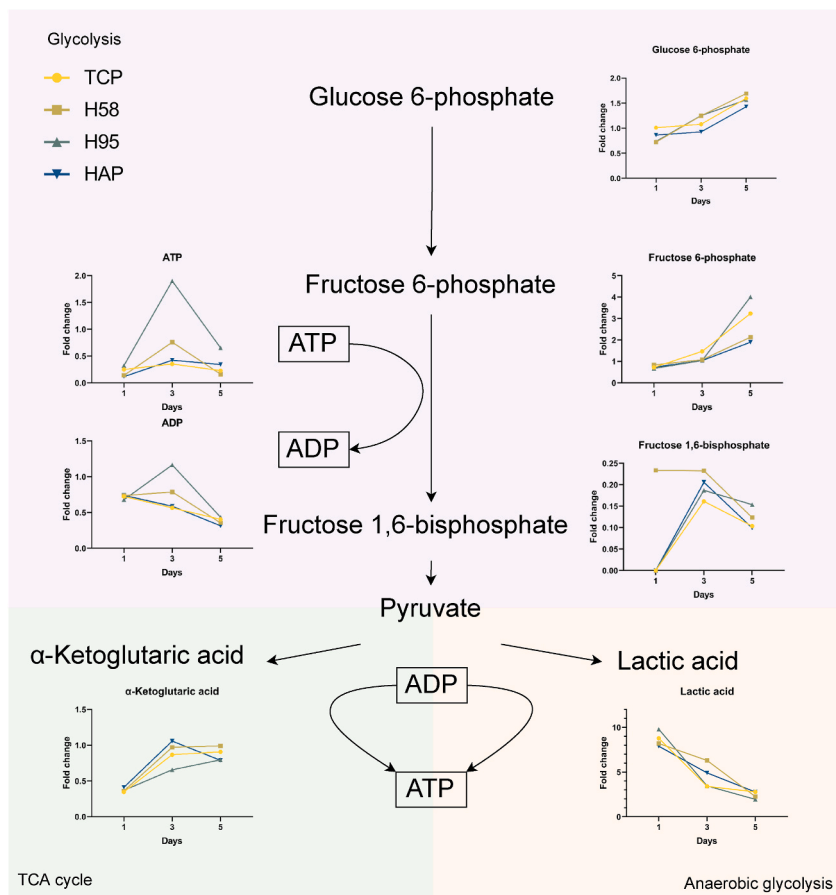 Glycolysis
TCP
H58
H95
HAP
Glucose 6-phosphate
Glucose 6-phosphate
Fold change
2.0
1.5
1.0
0.5
0.0
1 3 5
Days
ATP
Fold change
2.0
1.5
1.0
0.5
0.0
1 3 5
Days
Fructose 6-phosphate
Fructose 6-phosphate
Fold change
5
4
3
2
1
0
1 3 5
Days
ATP
ADP
ADP
Fold change
1.5
1.0
0.5
0.0
1 3 5
Days
Fructose 1,6-bisphosphate
Fructose 1,6-bisphosphate
Fold change
0.25
0.20
0.15
0.10
0.05
0.00
1 3 5
Days
Pyruvate
α-Ketoglutaric acid
Lactic acid
ADP
ATP
α-Ketoglutaric acid
Fold change
1.5
1.0
0.5
0.0
1 3 5
Days
Lactic acid
Fold change
10
5
0
1 3 5
Days
TCA cycle
Anaerobic glycolysis